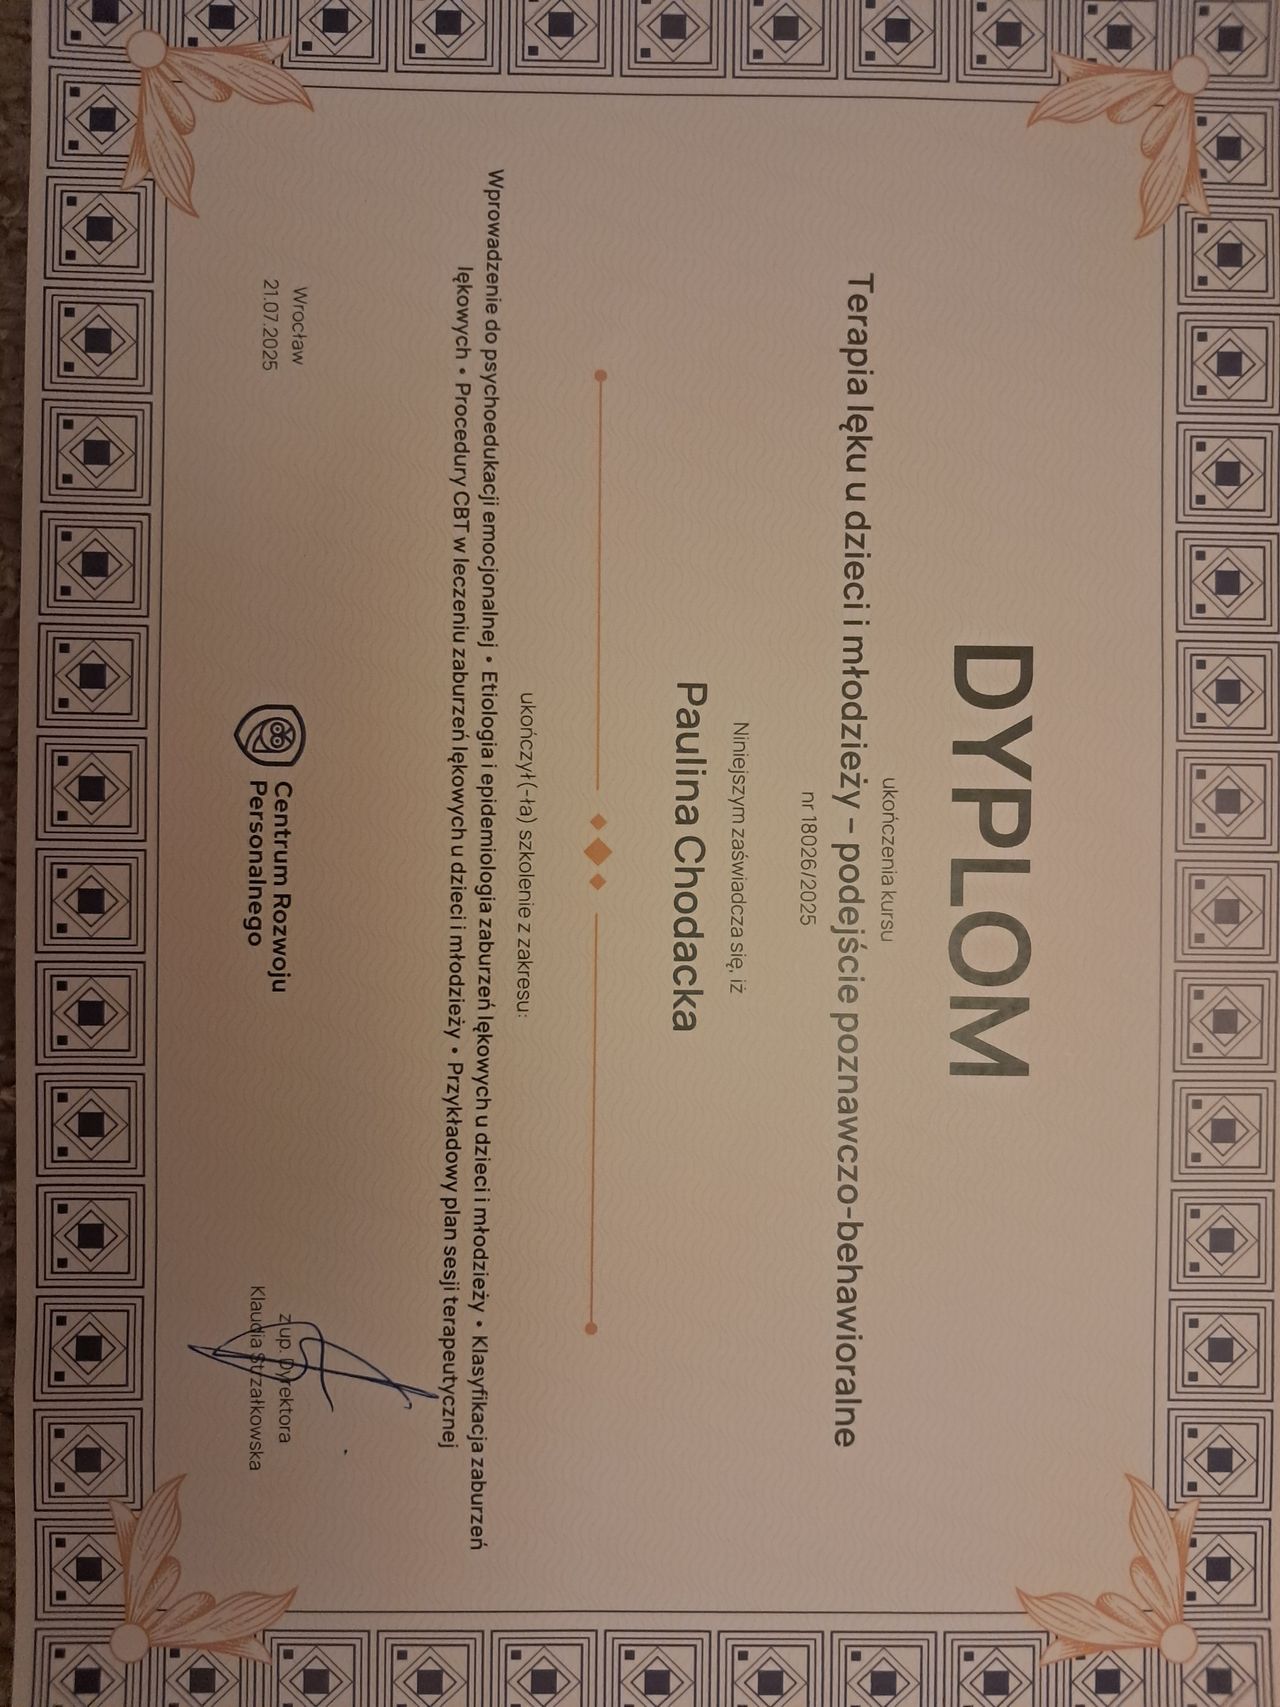 DYPLOM
ukończenia kursu
Terapia lęku u dzieci i młodzieży – podejście poznawczo-behawioralne
nr 18026/2025
Niniejszym zaświadcza się, iż
Paulina Chodacka
ukończył(-ła) szkolenie z zakresu:
Wprowadzenie do psychoedukacji emocjonalnej • Etiologia i epidemiologia zaburzeń lękowych u dzieci i młodzieży • Klasyfikacja zaburzeń
lękowych • Procedury CBT w leczeniu zaburzeń lękowych u dzieci i młodzieży • Przykładowy plan sesji terapeutycznej
Wrocław
21.07.2025
Centrum Rozwoju
Personalnego
z up. Dyrektora
Klaudia Strzałkowska